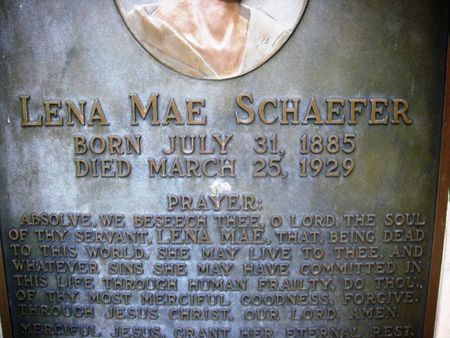 LENA MAE SCHAEFER
BORN JULY 31, 1885
DIED MARCH 25, 1929
PRAYER:
ABSOLVE, WE BESEECH THEE, O LORD, THE SOUL
OF THY SERVANT, LENA MAE, THAT, BEING DEAD
TO THIS WORLD, SHE MAY LIVE TO THEE, AND
WHATEVER SINS SHE MAY HAVE COMMITTED IN
THIS LIFE THROUGH HUMAN FRAILTY, DO THOU,
OF THY MOST MERCIFUL GOODNESS, FORGIVE.
THROUGH JESUS CHRIST, OUR LORD. AMEN.
MERCIFUL JESUS, GRANT HER ETERNAL REST.